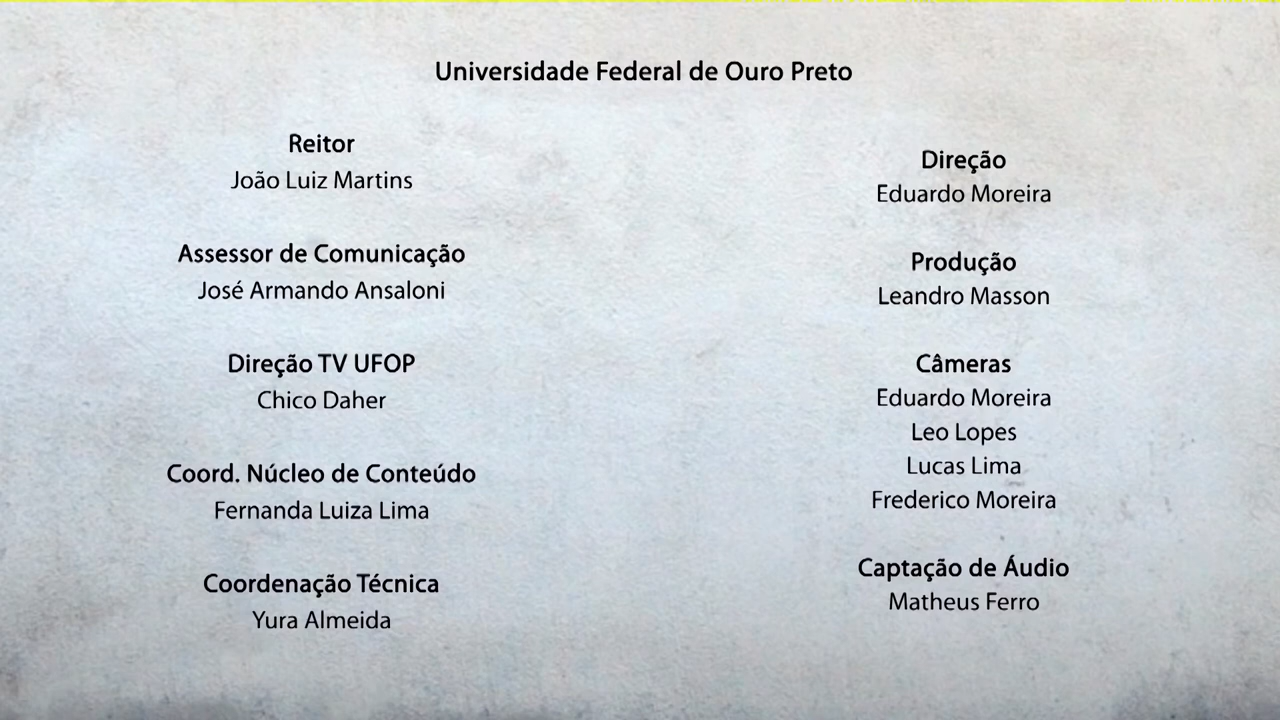 Universidade Federal de Ouro Preto
Reitor
João Luiz Martins
Assessor de Comunicação
José Armando Ansaloni
Direção TV UFOP
Chico Daher
Coord. Núcleo de Conteúdo
Fernanda Luiza Lima
Coordenação Técnica
Yura Almeida
Direção
Eduardo Moreira
Produção
Leandro Masson
Câmeras
Eduardo Moreira
Leo Lopes
Lucas Lima
Frederico Moreira
Captação de Áudio
Matheus Ferro